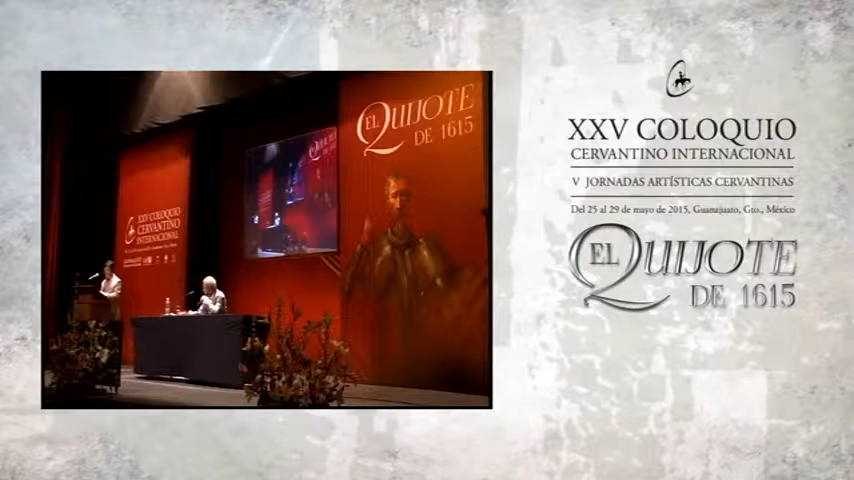 EL QUIJOTE
DE 1615
XXV COLOQUIO
CERVANTINO
INTERNACIONAL
XXV COLOQUIO
CERVANTINO INTERNACIONAL
V JORNADAS ARTÍSTICAS CERVANTINAS
Del 25 al 29 de mayo de 2015, Guanajuato, Gto., México
EL QUIJOTE
DE 1615